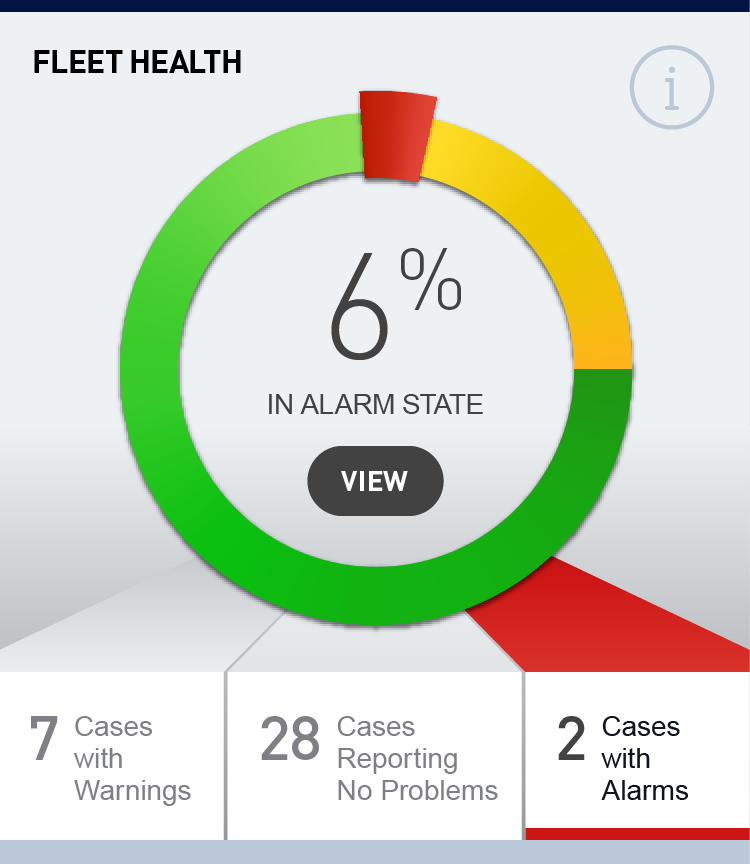 FLEET HEALTH
i
6%
IN ALARM STATE
VIEW
7 Cases
with
Warnings
28 Cases
Reporting
No Problems
2 Cases
with
Alarms